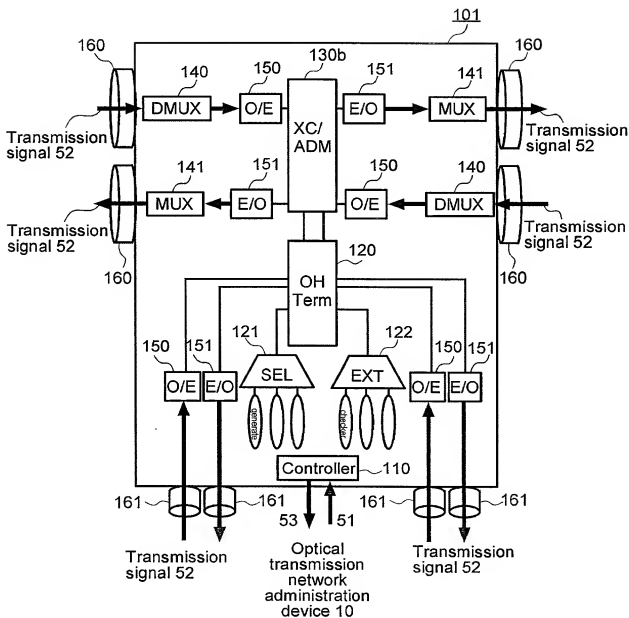 101
130b
160
140
150
151
141
160
DMUX
O/E
XC/
ADM
E/O
MUX
Transmission
signal 52
Transmission
signal 52
141
151
150
140
MUX
E/O
O/E
DMUX
Transmission
signal 52
160
Transmission
signal 52
160
120
OH
Term
121
122
150
151
SEL
EXT
150
151
O/E
E/O
O/E
E/O
generate
checker
Controller
110
161
161
53
51
161
161
Transmission
signal 52
Optical
transmission
network
administration
device 10
Transmission
signal 52